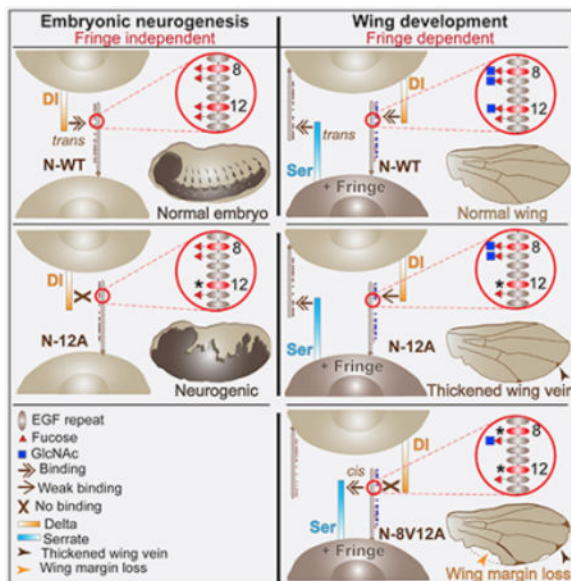 Embryonic neurogenesis
Fringe independent
Dl
trans
N-WT
8
12
Normal embryo
Wing development
Fringe dependent
trans
Ser
+ Fringe
Dl
N-WT
8
12
Normal wing
Dl
N-12A
8
* 12
Neurogenic
Ser
+ Fringe
Dl
N-12A
8
* 12
Thickened wing vein
EGF repeat
Fucose
GlcNAc
Binding
Weak binding
No binding
Delta
Serrate
Thickened wing vein
Wing margin loss
Ser
cis
+ Fringe
Dl
N-8V12A
* 8
* 12
Wing margin loss